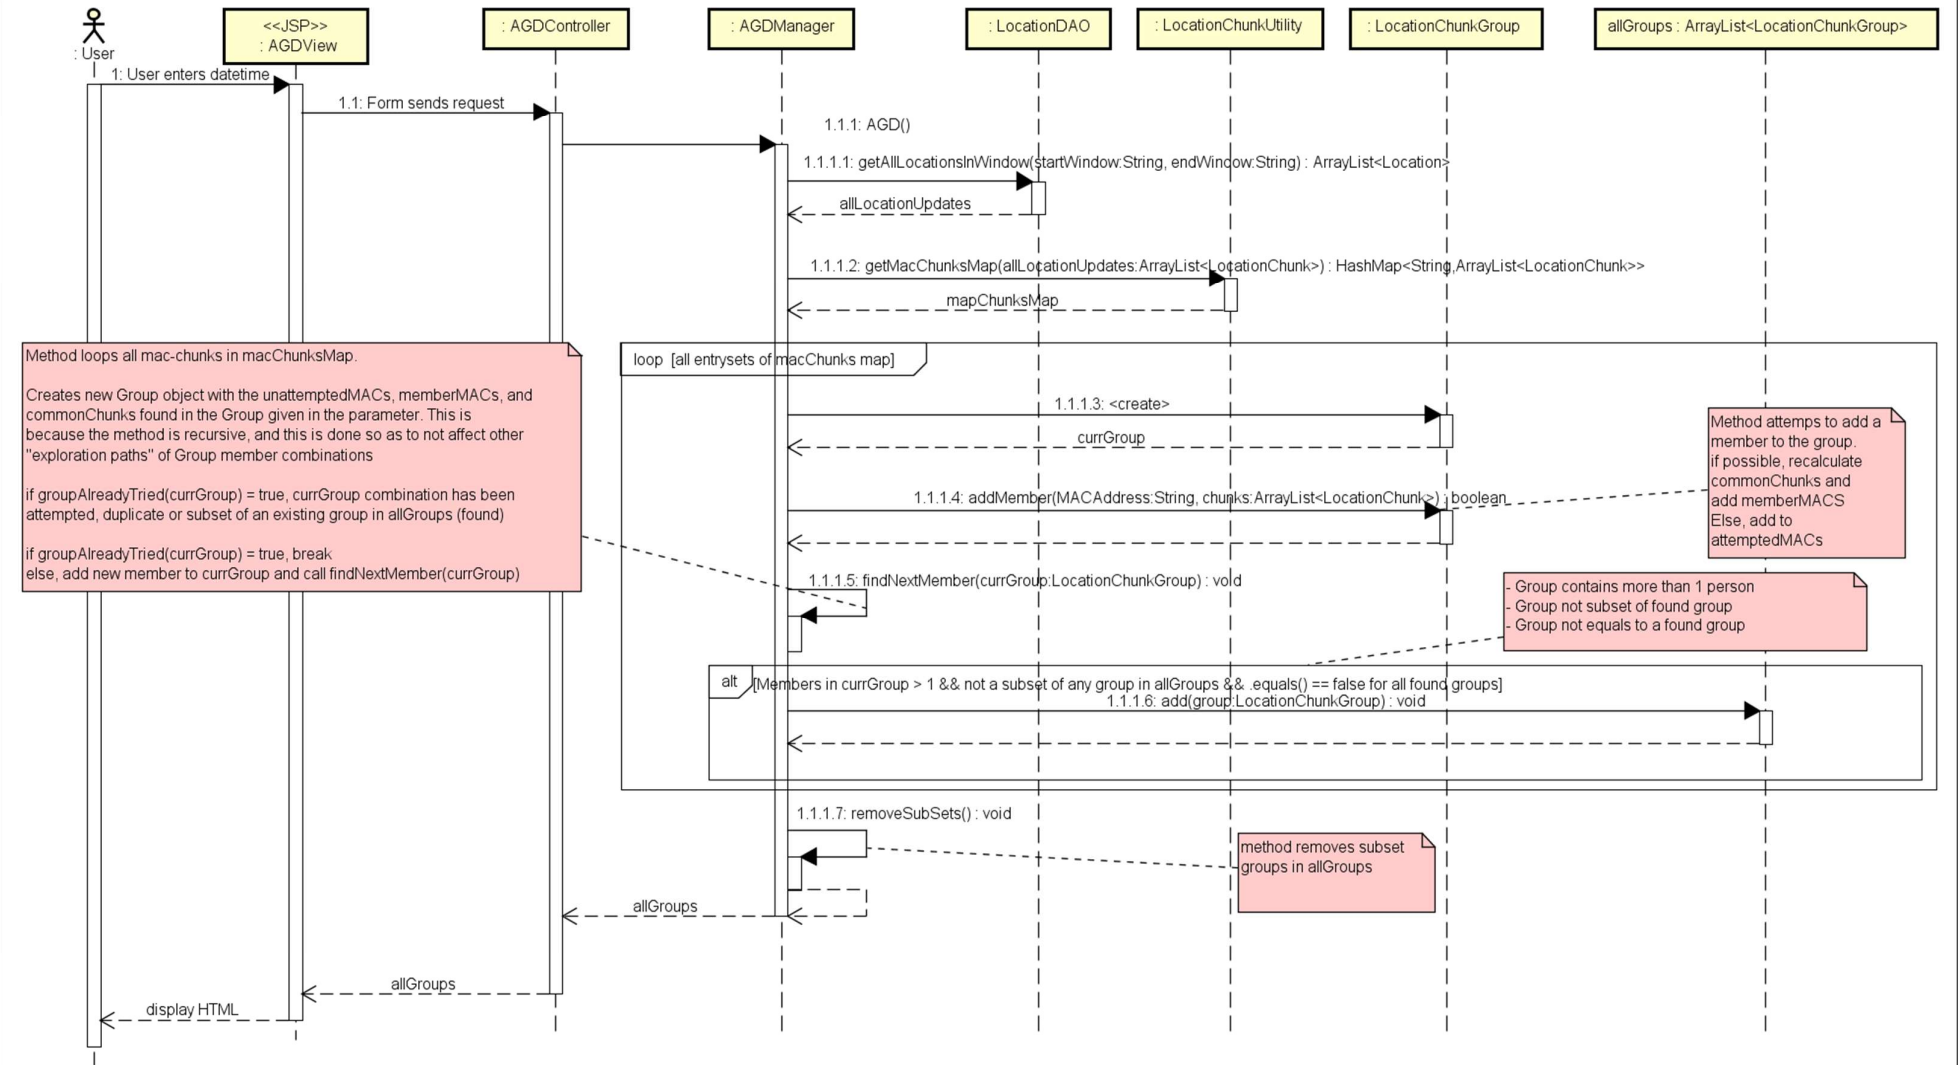 : User
<<JSP>>
: AGDView
: AGDController
: AGDManager
: LocationDAO
: LocationChunkUtility
: LocationChunkGroup
allGroups : ArrayList<LocationChunkGroup>
1: User enters datetime
1.1: Form sends request
1.1.1: AGD()
1.1.1.1: getAllLocationsInWindow(startWindow:String, endWindow:String) : ArrayList<Location>
allLocationUpdates
1.1.1.2: getMacChunksMap(allLocationUpdates:ArrayList<LocationChunk>) : HashMap<String,ArrayList<LocationChunk>>
mapChunksMap
Method loops all mac-chunks in macChunksMap.
Creates new Group object with the unattemptedMACs, memberMACs, and
commonChunks found in the Group given in the parameter. This is
because the method is recursive, and this is done so as to not affect other
"exploration paths" of Group member combinations
if groupAlreadyTried(currGroup) = true, currGroup combination has been
attempted, duplicate or subset of an existing group in allGroups (found)
if groupAlreadyTried(currGroup) = true, break
else, add new member to currGroup and call findNextMember(currGroup)
loop [all entrysets of macChunks map]
1.1.1.3: <create>
currGroup
Method attemps to add a
member to the group.
if possible, recalculate
commonChunks and
add memberMACS
Else, add to
attemptedMACs
1.1.1.4: addMember(MACAddress:String, chunks:ArrayList<LocationChunk>) : boolean
1.1.1.5: findNextMember(currGroup:LocationChunkGroup) : void
- Group contains more than 1 person
- Group not subset of found group
- Group not equals to a found group
alt [Members in currGroup > 1 && not a subset of any group in allGroups && .equals() == false for all found groups]
1.1.1.6: add(group:LocationChunkGroup) : void
1.1.1.7: removeSubSets() : void
method removes subset
groups in allGroups
allGroups
allGroups
display HTML